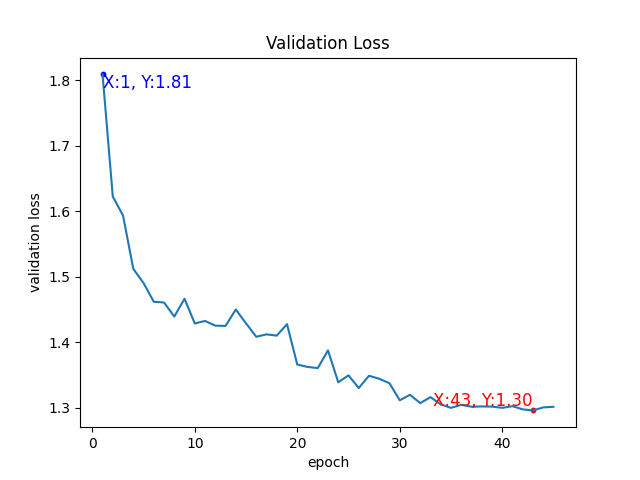 Validation Loss
validation loss
1.8
1.7
1.6
1.5
1.4
1.3
X:1, Y:1.81
X:43, Y:1.30
0
10
20
30
40
epoch